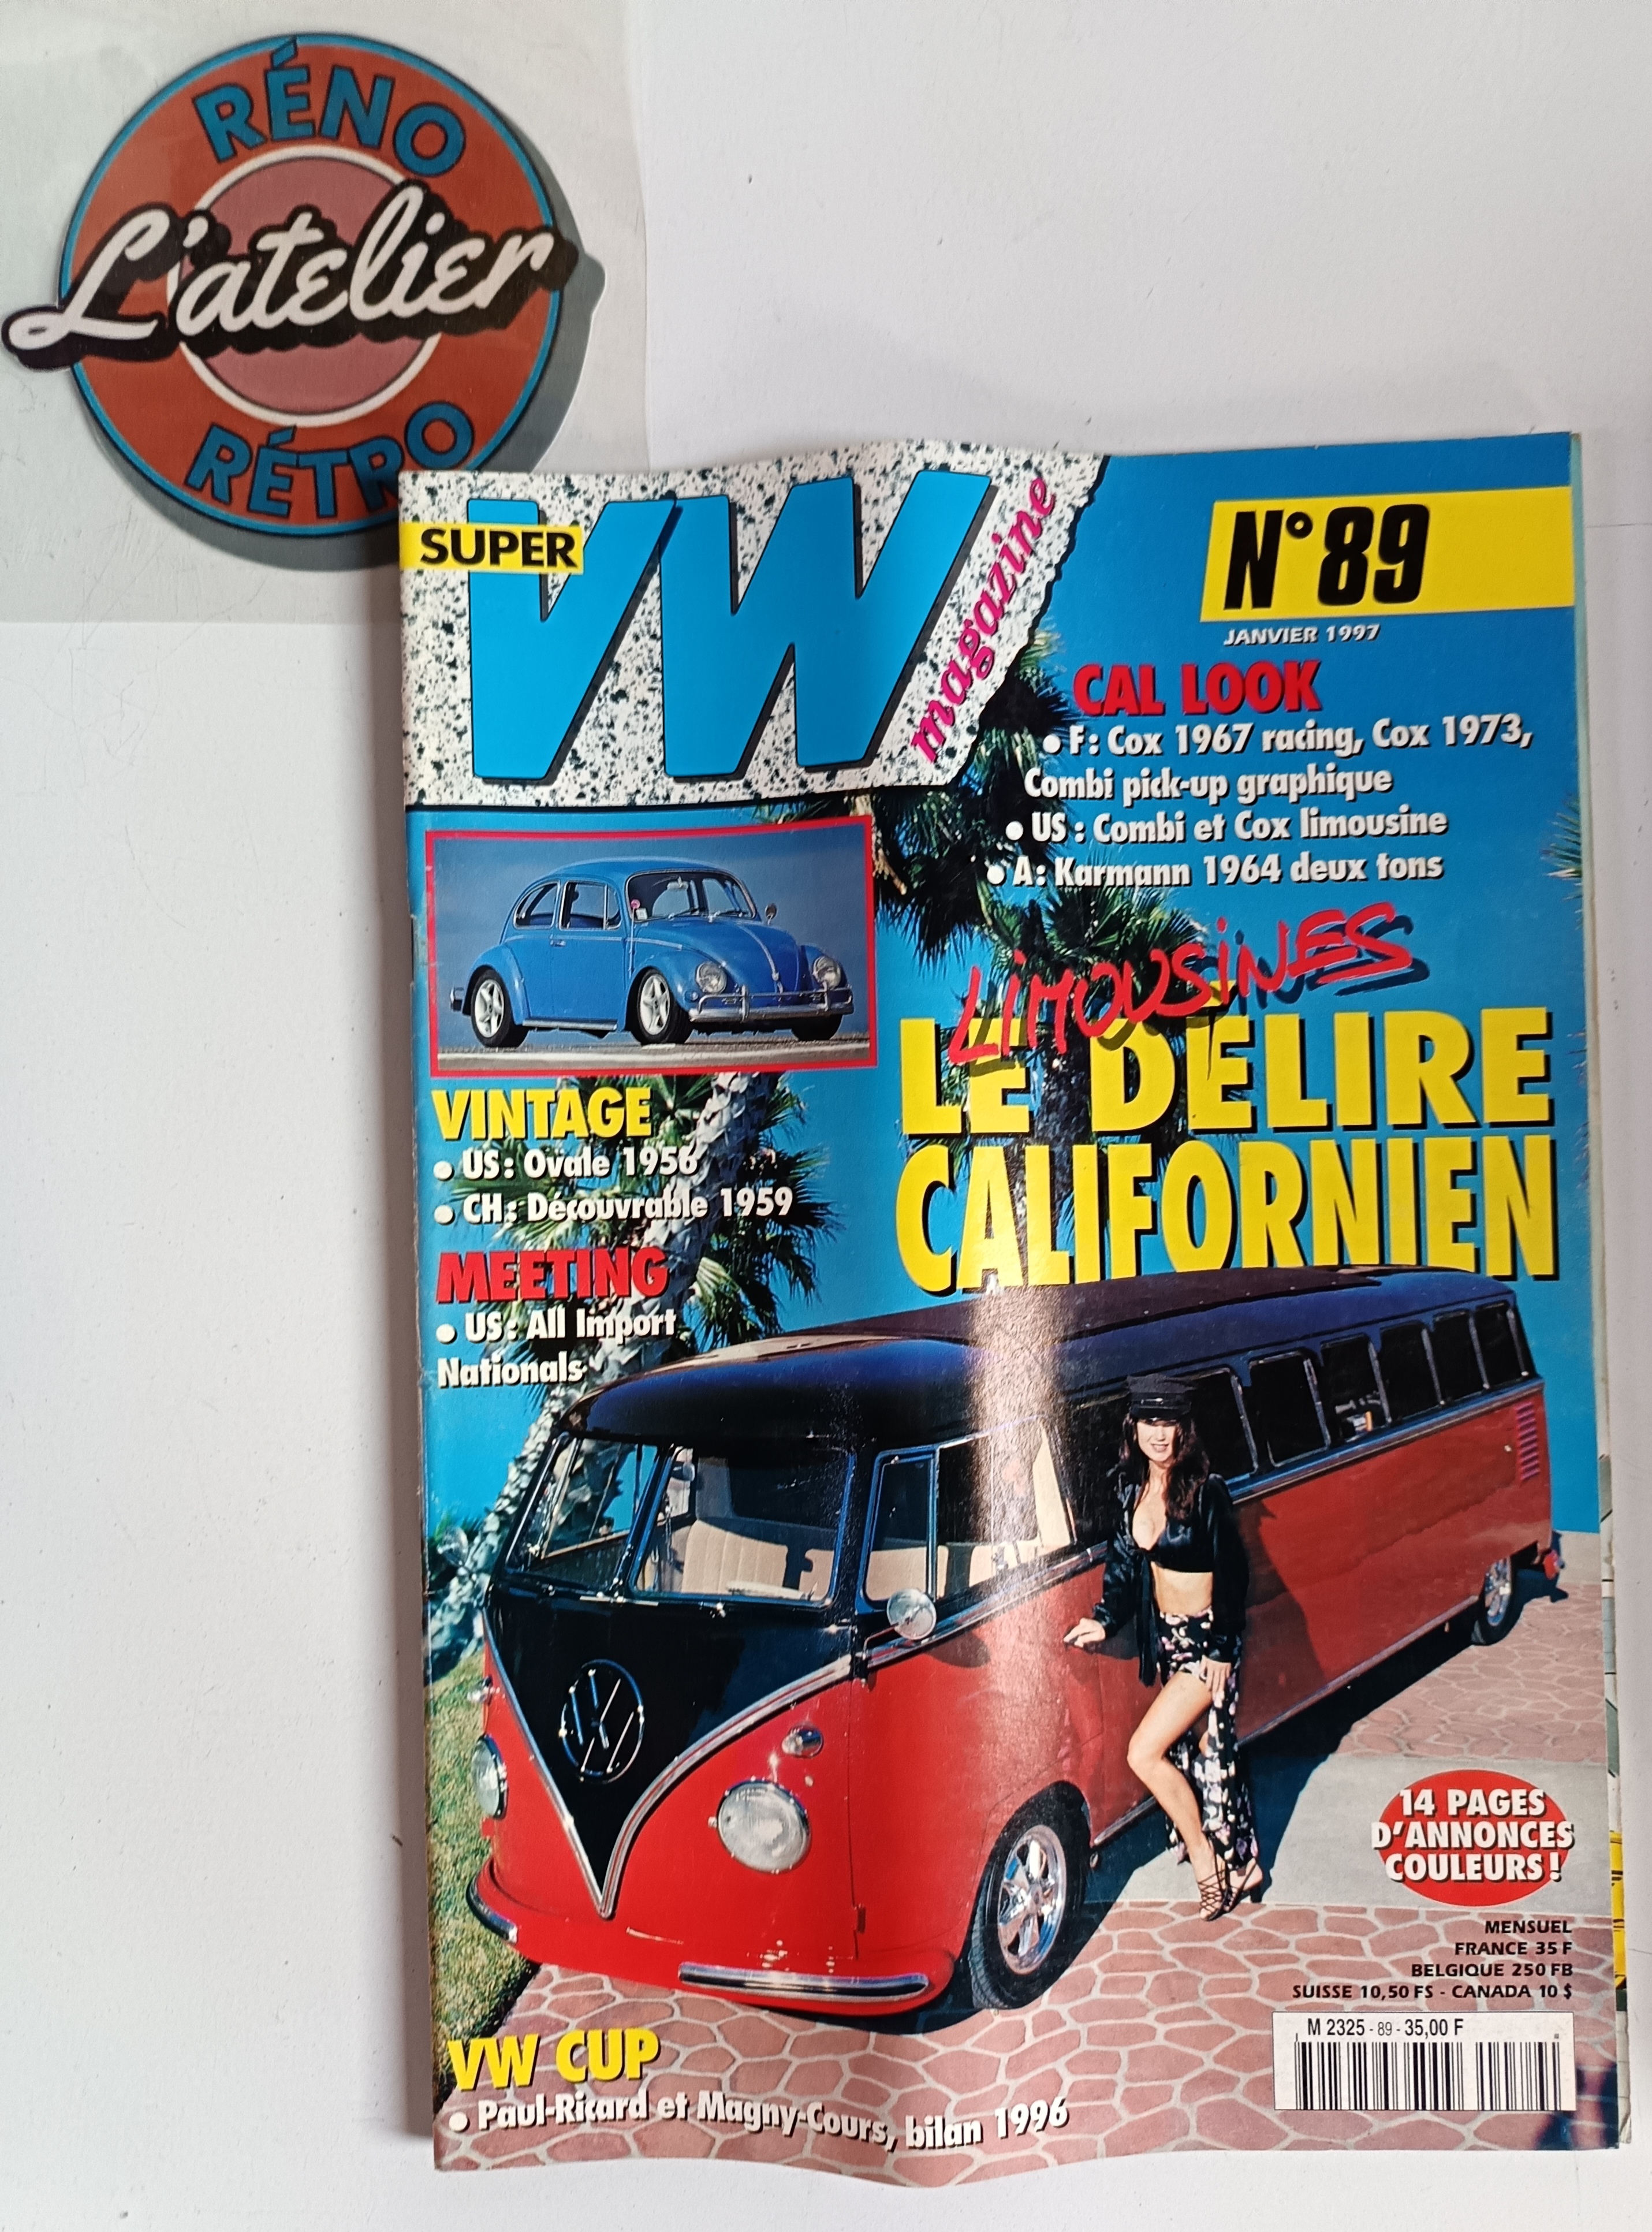 RÉNO
L'atelier
RÉTRO
SUPER
VW
magazine
N°89
JANVIER 1997
CAL LOOK
• F: Cox 1967 racing, Cox 1973,
Combi pick-up graphique
• US : Combi et Cox limousine
• A: Karmann 1964 deux tons
LIMOUSINES
LE DELIRE
CALIFORNIEN
VINTAGE
• US: Ovale 1956
• CH: Découvrable 1959
MEETING
• US: All Import
Nationals
14 PAGES
D'ANNONCES
COULEURS!
MENSUEL
FRANCE 35 F
BELGIQUE 250 FB
SUISSE 10,50 FS - CANADA 10 $
M 2325 - 89 - 35,00 F
VW CUP
• Paul-Ricard et Magny-Cours, bilan 1996